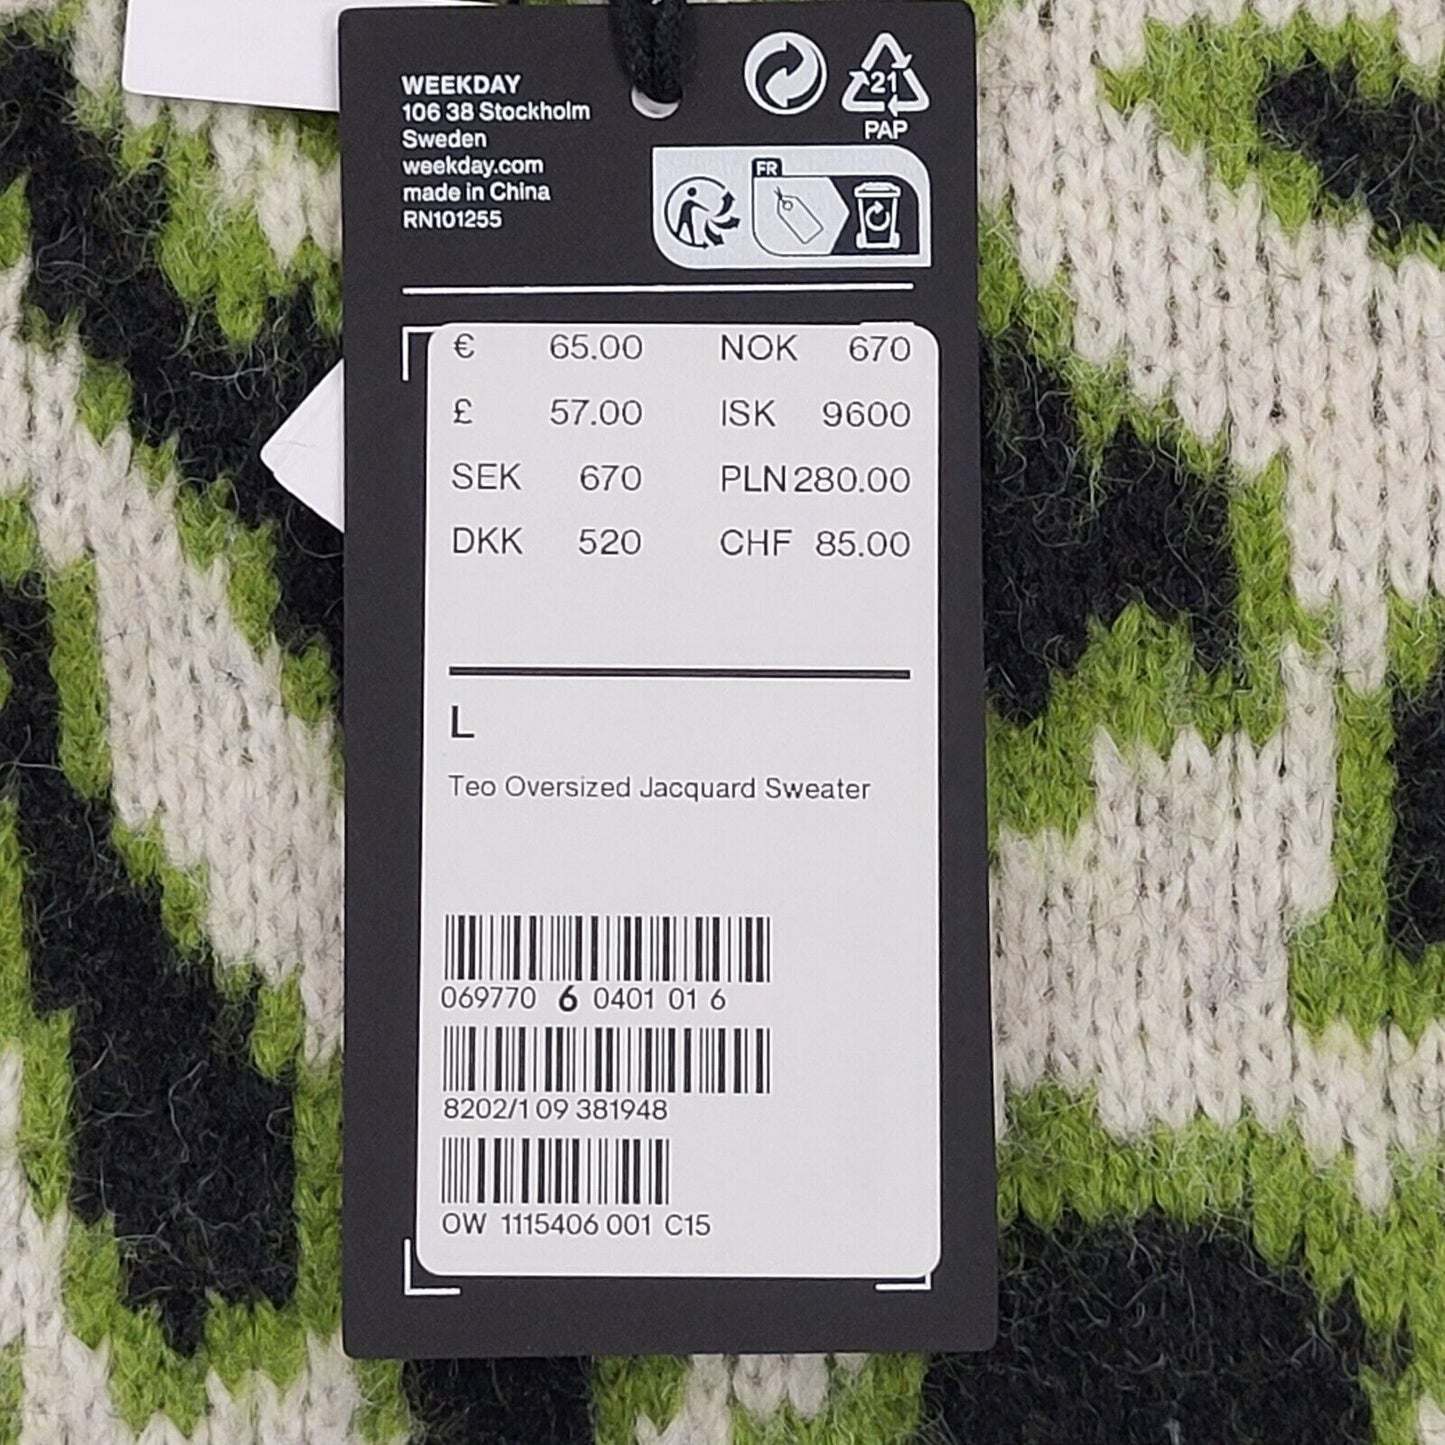 WEEKDAY
106 38 Stockholm
Sweden
weekday.com
made in China
RN101255
21
PAP
FR
€ 65.00 NOK 670
£ 57.00 ISK 9600
SEK 670 PLN 280.00
DKK 520 CHF 85.00
L
Teo Oversized Jacquard Sweater
069770 6 0401 01 6
8202/1 09 381948
OW 1115406 001 C15